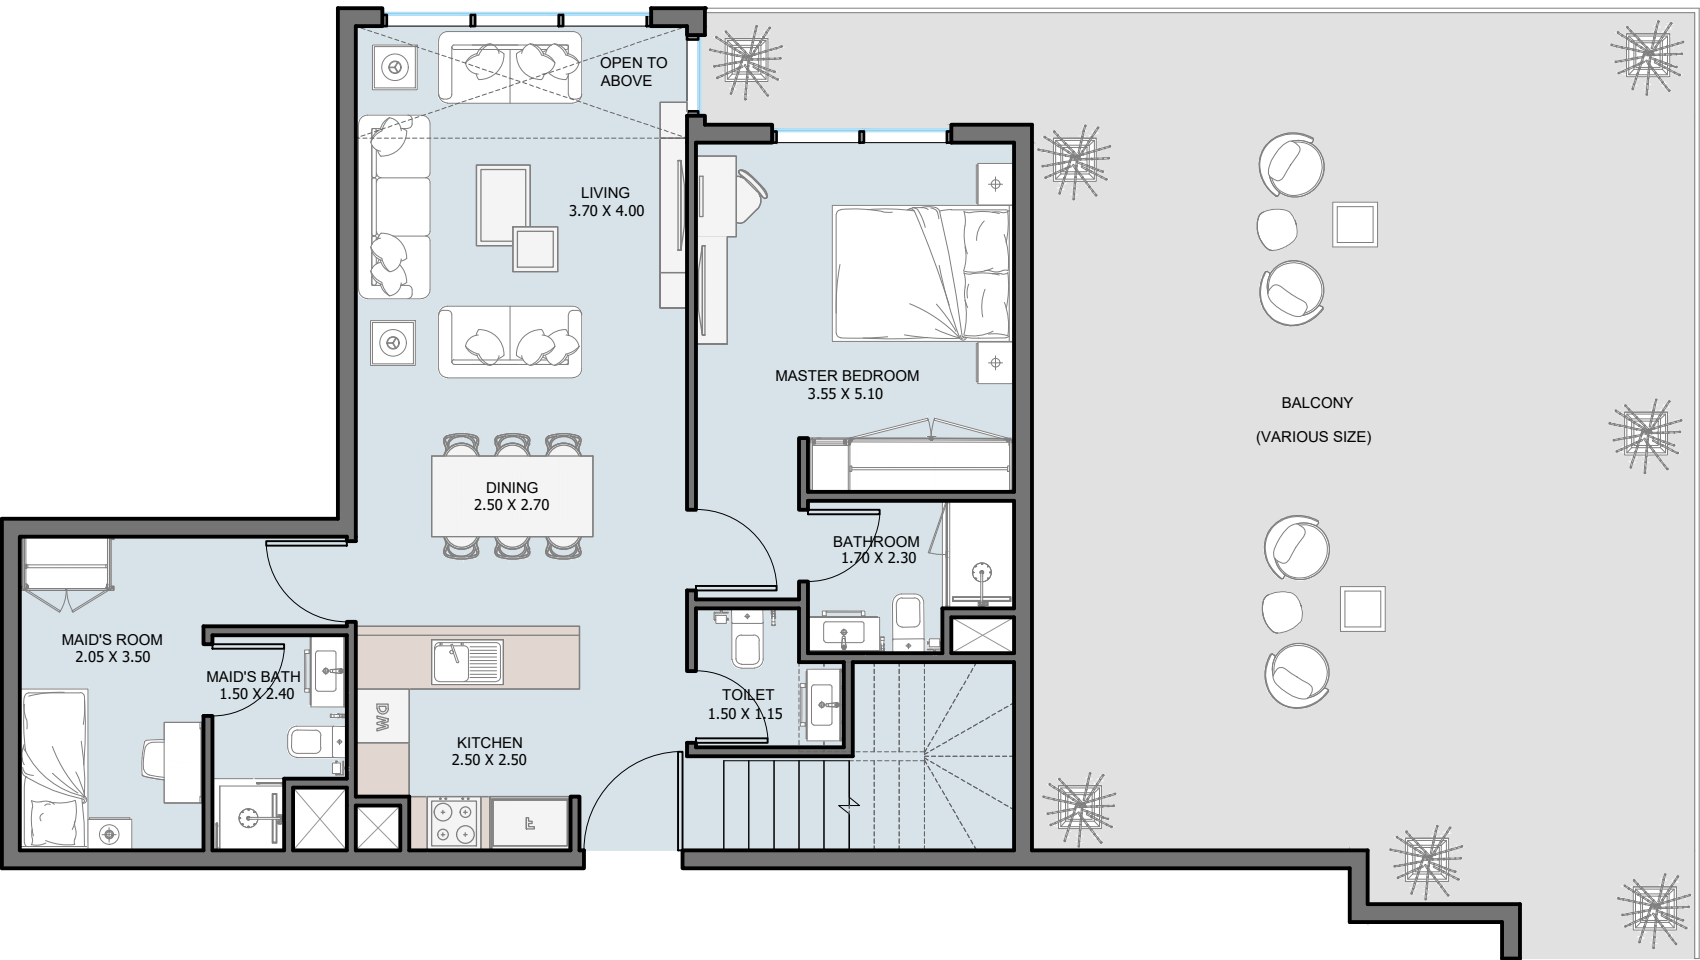 OPEN TO
ABOVE
LIVING
3.70 X 4.00
MASTER BEDROOM
3.55 X 5.10
BALCONY
(VARIOUS SIZE)
DINING
2.50 X 2.70
BATHROOM
1.70 X 2.30
MAID'S ROOM
2.05 X 3.50
MAID'S BATH
1.50 X 2.40
TOILET
1.50 X 1.15
DW
KITCHEN
2.50 X 2.50
F